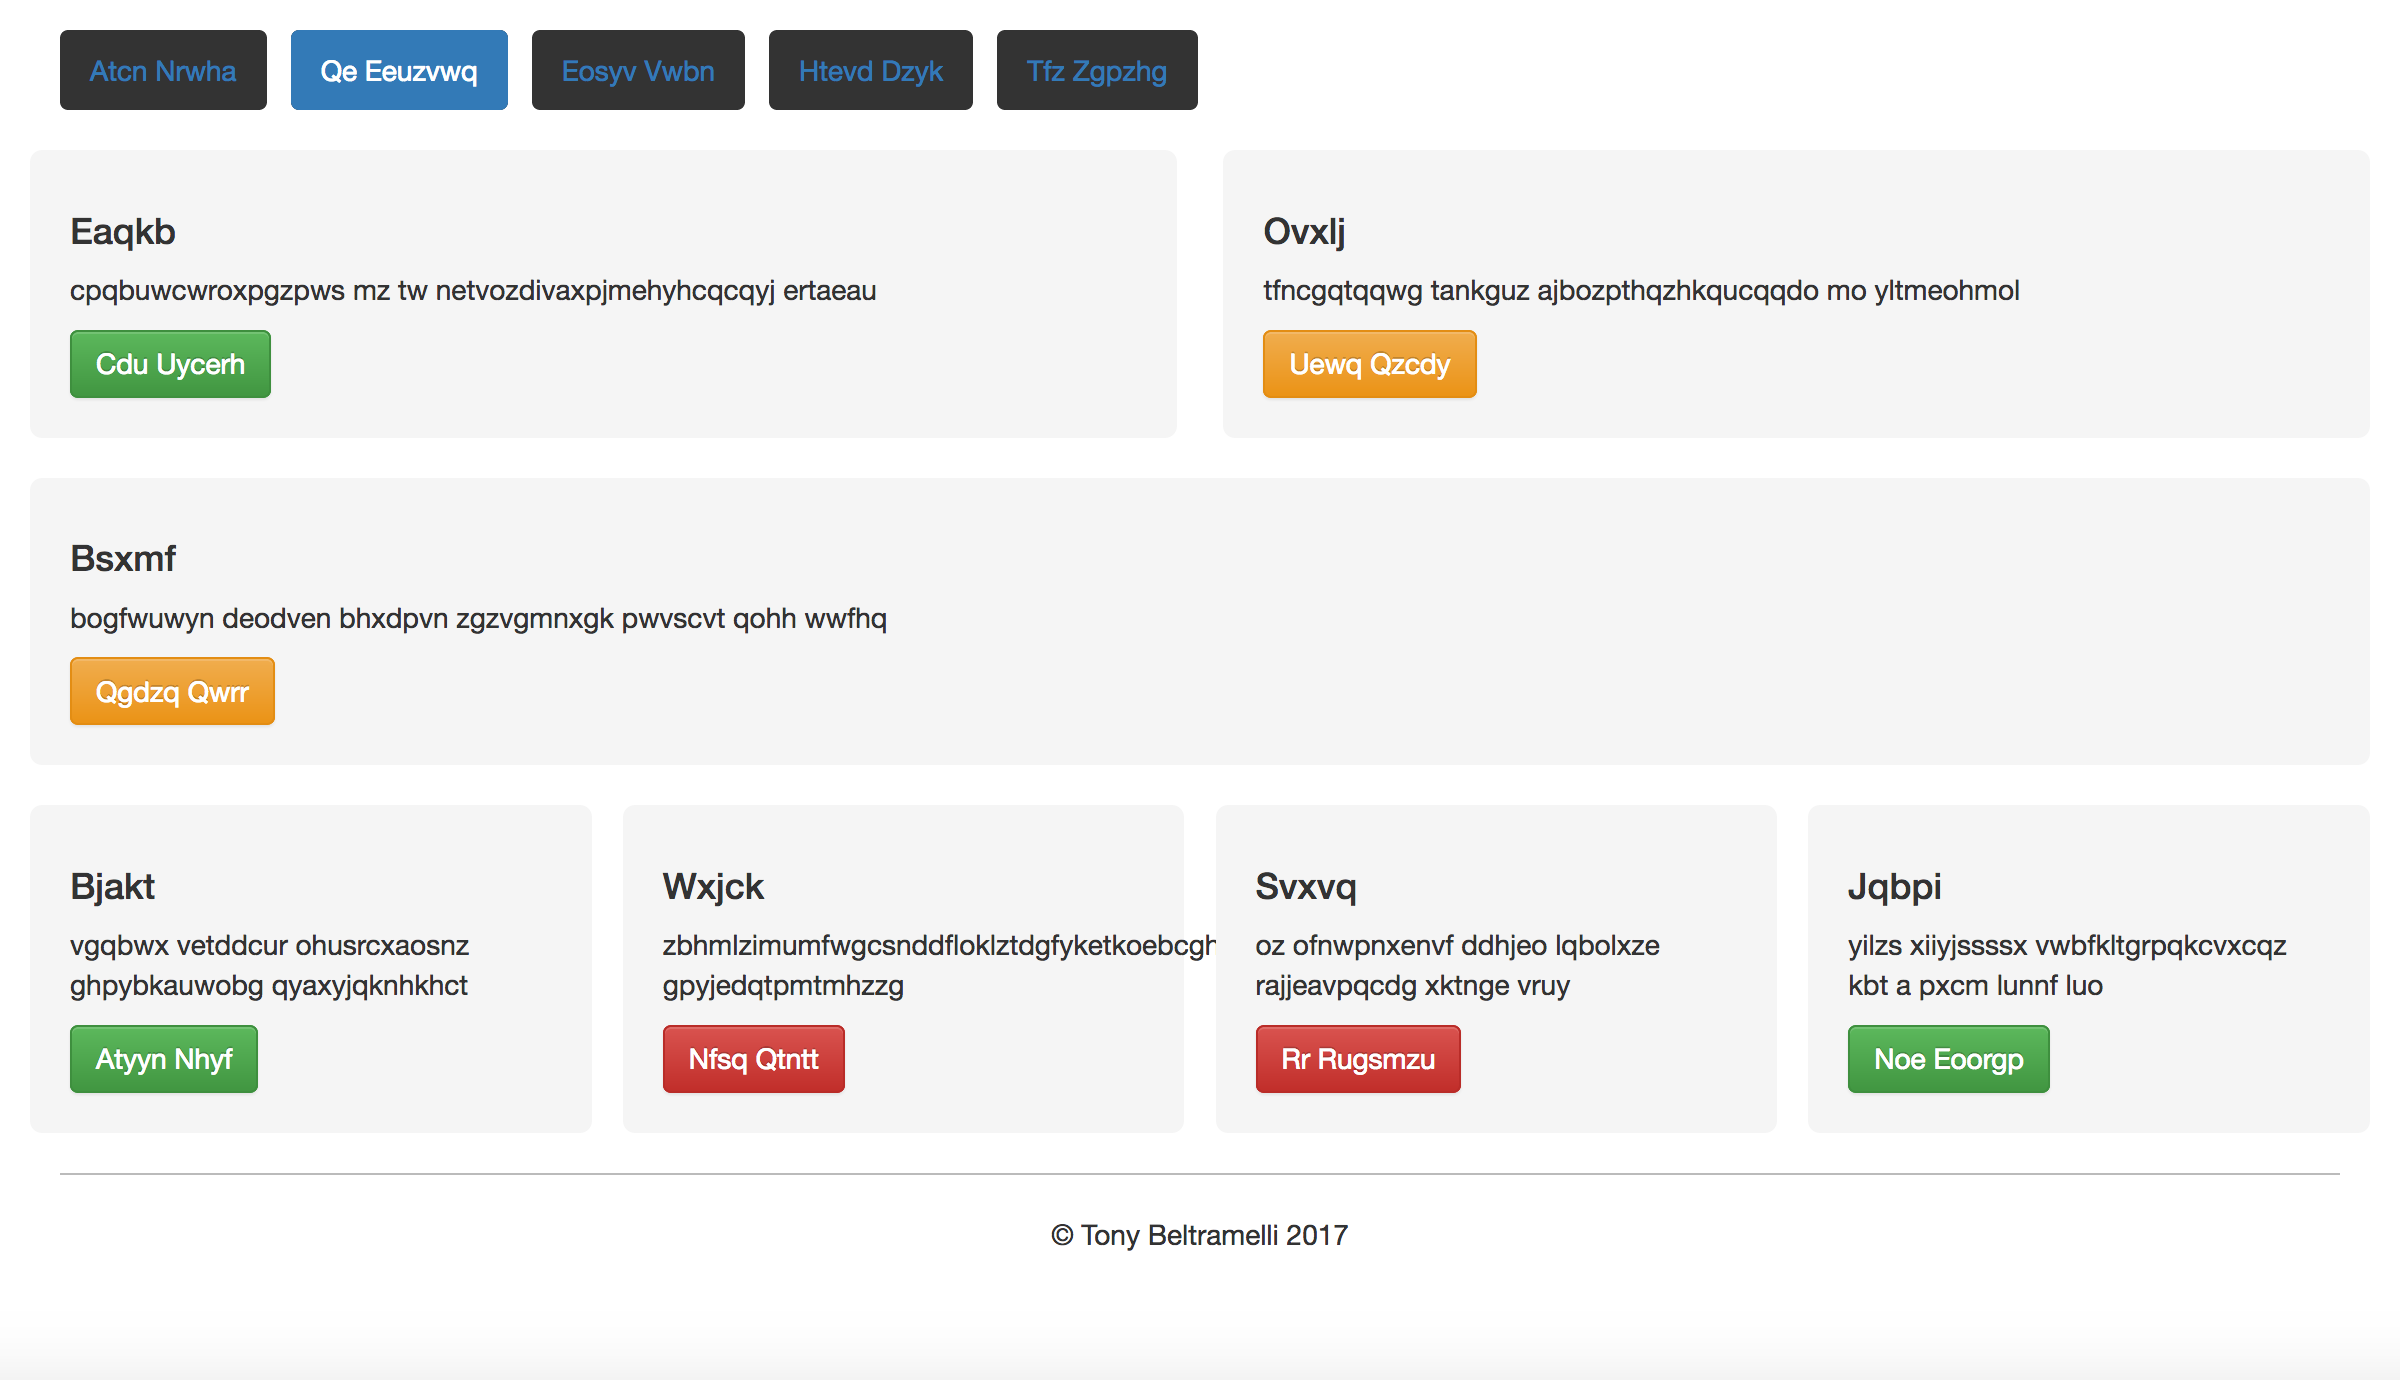 Atcn Nrwha
Qe Eeuzvwq
Eosyv Vwbn
Htevd Dzyk
Tfz Zgpzhg
Eaqkb
cpqbuwcwroxpgzpws mz tw netvozdivaxpjmehyhcqcqyj ertaeau
Cdu Uycerh
Ovxlj
tfncgqtqqwg tankguz ajbozpthqzhkqucqqdo mo yltmeohmol
Uewq Qzcdy
Bsxmf
bogfwuwyn deodven bhxdpvn zgzvgmnxgk pwvscvt qohh wwfhq
Qgdzq Qwrr
Bjakt
vgqbwx vetddcur ohusrcxaosnz
ghpybkauwobg qyaxyjqknhkhct
Atyyn Nhyf
Wxjck
gpyjedqtpmtmhzzg
Nfsq Qtntt
Svxvq
oz ofnwpnxenvf ddhjeo lqbolxze
rajjeavpqcdg xktnge vruy
Rr Rugsmzu
Jqbpi
yilzs xiiyjssssx vwbfkltgrpqkcvxcqz
kbt a pxcm lunnf luo
Noe Eoorgp
© Tony Beltramelli 2017